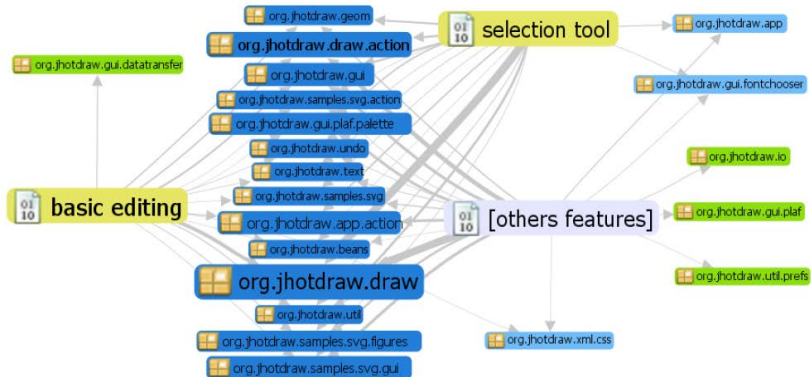 org.jhotdraw.geom
selection tool
org.jhotdraw.app
org.jhotdraw.draw.action
org.jhotdraw.gui.datatransfer
org.jhotdraw.gui
org.jhotdraw.gui.fontchooser
org.jhotdraw.samples.svg.action
org.jhotdraw.gui.plaf.palette
org.jhotdraw.undo
org.jhotdraw.io
org.jhotdraw.text
org.jhotdraw.samples.svg
basic editing
org.jhotdraw.app.action
[others features]
org.jhotdraw.gui.plaf
org.jhotdraw.beans
org.jhotdraw.draw
org.jhotdraw.util.prefs
org.jhotdraw.util
org.jhotdraw.samples.svg.figures
org.jhotdraw.xml.css
org.jhotdraw.samples.svg.gui